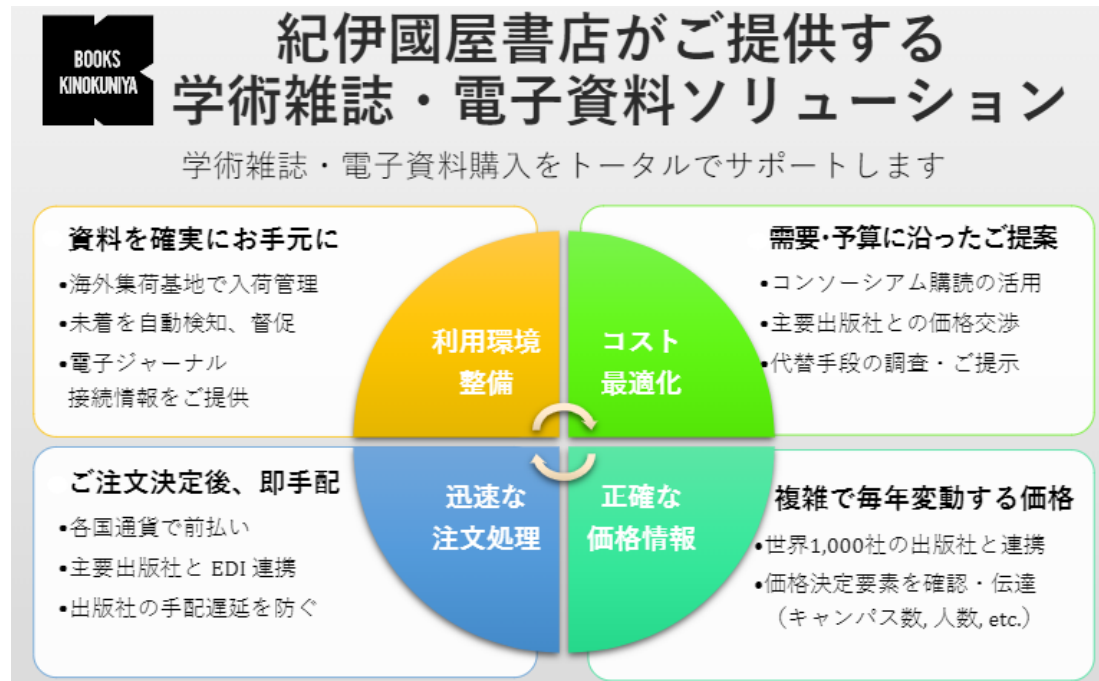 BOOKS
KINOKUNIYA
紀伊國屋書店がご提供する
学術雑誌・電子資料ソリューション
学術雑誌・電子資料購入をトータルでサポートします
資料を確実にお手元に
•海外集荷基地で入荷管理
•未着を自動検知、督促
•電子ジャーナル
接続情報をご提供
利用環境
整備
コスト
最適化
需要・予算に沿ったご提案
•コンソーシアム購読の活用
•主要出版社との価格交渉
•代替手段の調査・ご提示
ご注文決定後、即手配
•各国通貨で前払い
•主要出版社と EDI 連携
•出版社の手配遅延を防ぐ
迅速な
注文処理
正確な
価格情報
複雑で毎年変動する価格
•世界1,000社の出版社と連携
•価格決定要素を確認・伝達
（キャンパス数, 人数, etc.）